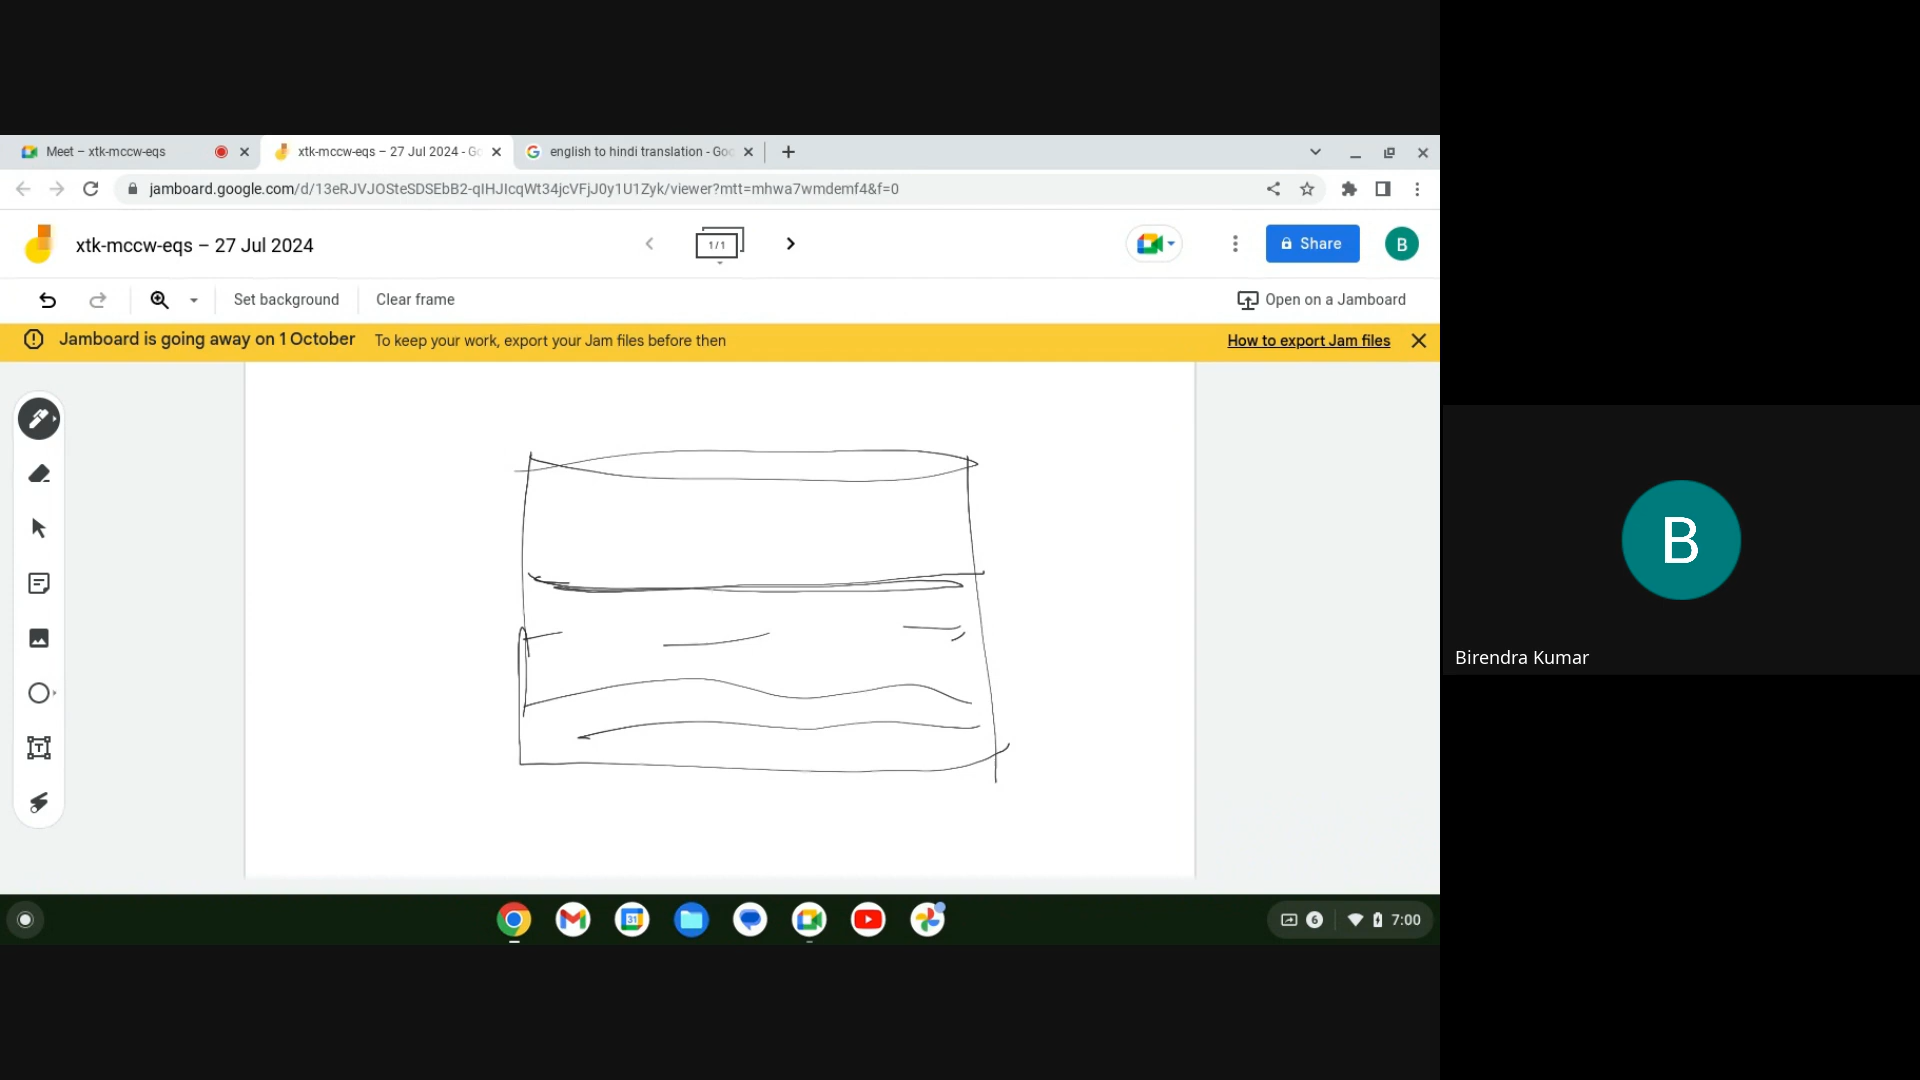 Meet – xtk-mccw-eqs
xtk-mccw-eqs – 27 Jul 2024 - Go
english to hindi translation - Goo
jamboard.google.com/d/13eRJVJOSteSDSEbB2-qIHJIcqWt34jcVFjJ0y1U1Zyk/viewer?mtt=mhwa7wmdemf4&f=0
xtk-mccw-eqs – 27 Jul 2024
1/1
Share
B
Set background
Clear frame
Open on a Jamboard
Jamboard is going away on 1 October
To keep your work, export your Jam files before then
How to export Jam files
T
B
Birendra Kumar
31
6
7:00